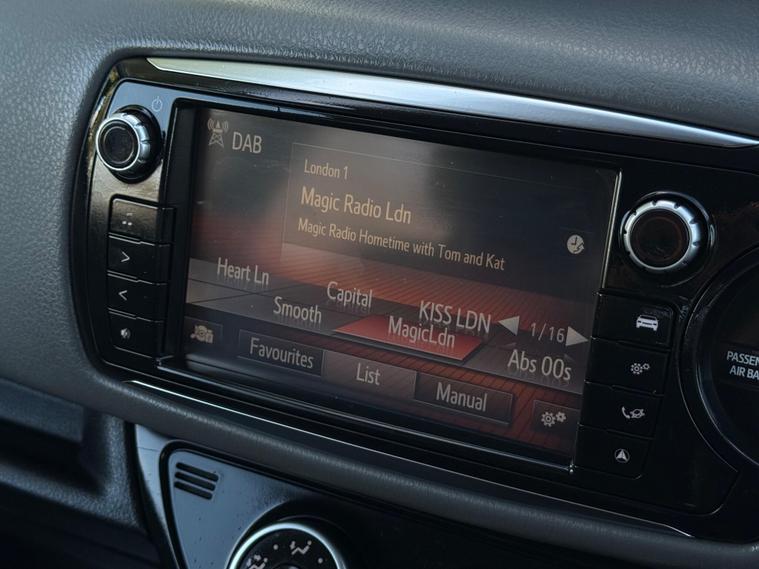 DAB
London 1
Magic Radio Ldn
Magic Radio Hometime with Tom and Kat
Heart Ln
Capital
KISS LDN
1/16
Smooth
MagicLdn
Abs 00s
Favourites
List
Manual
PASSEN
AIR BA